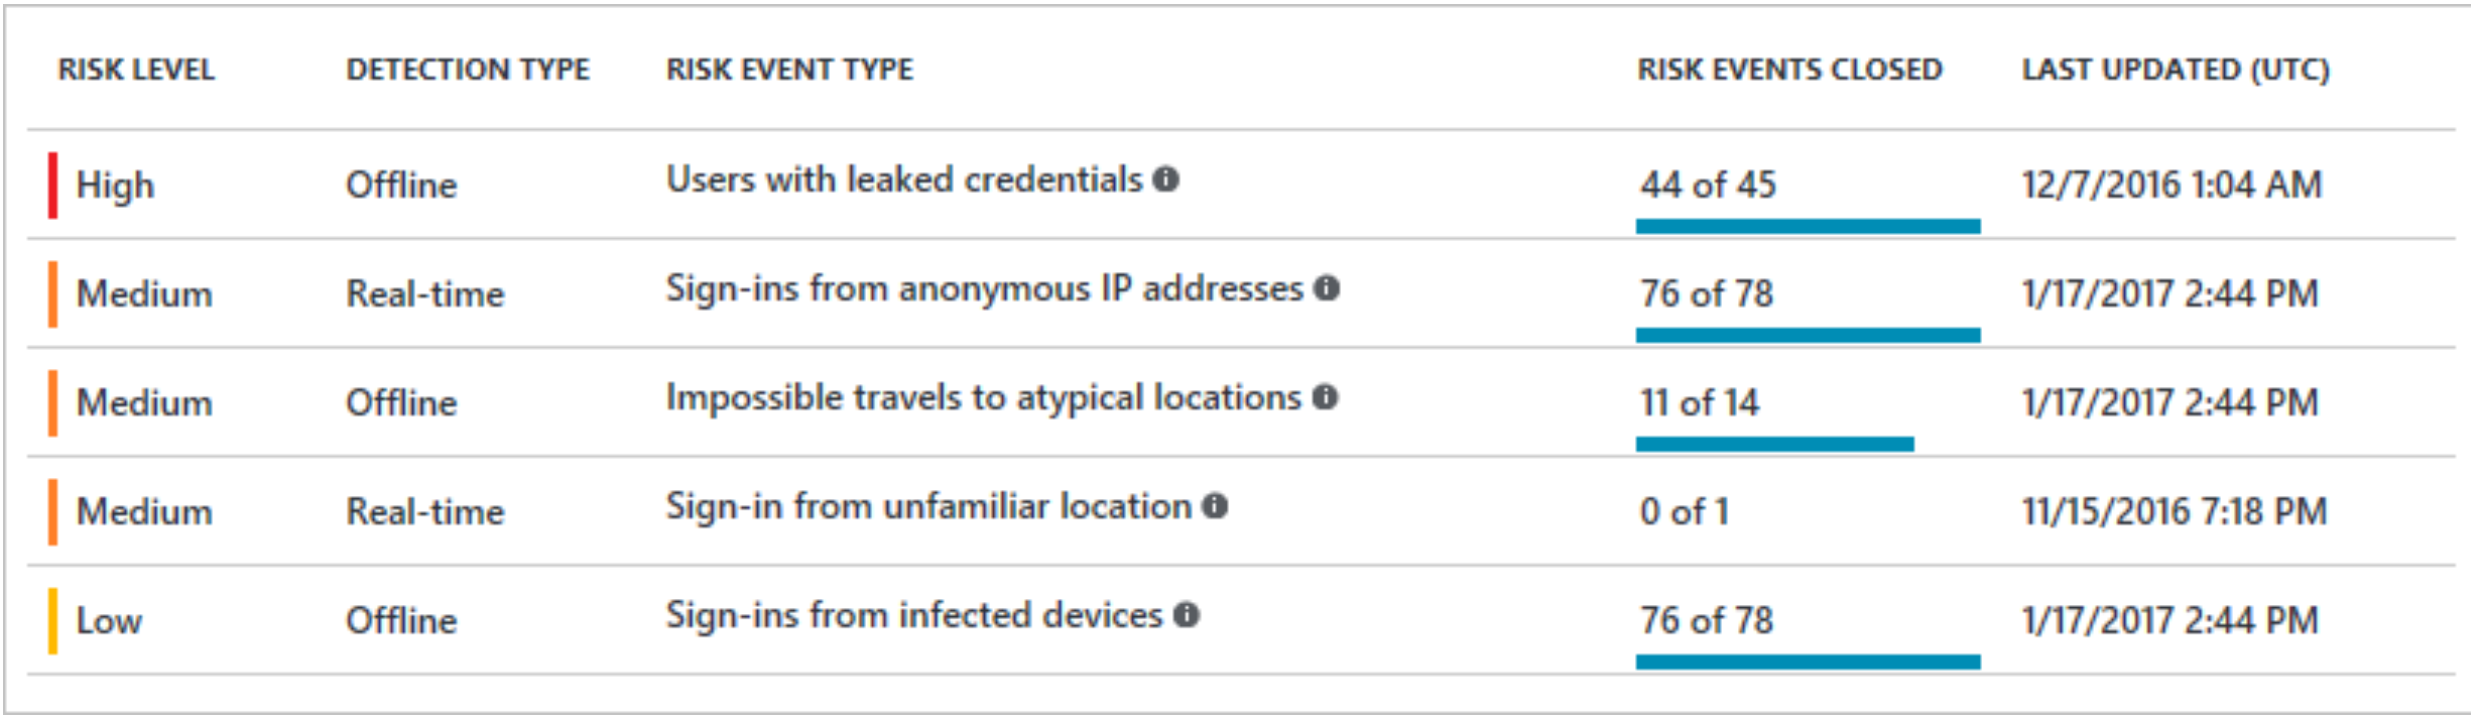 RISK LEVEL DETECTION TYPE RISK EVENT TYPE RISK EVENTS CLOSED LAST UPDATED (UTC)
High Offline Users with leaked credentials 44 of 45 12/7/2016 1:04 AM
Medium Real-time Sign-ins from anonymous IP addresses 76 of 78 1/17/2017 2:44 PM
Medium Offline Impossible travels to atypical locations 11 of 14 1/17/2017 2:44 PM
Medium Real-time Sign-in from unfamiliar location 0 of 1 11/15/2016 7:18 PM
Low Offline Sign-ins from infected devices 76 of 78 1/17/2017 2:44 PM